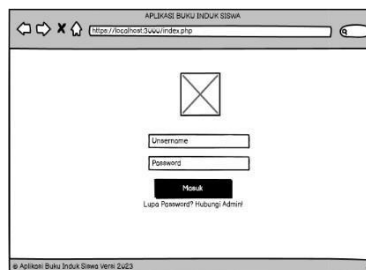 APLIKASI BUKU INDUK SISWA
https://localhost:3000/index.php
Unsername
Password
Masuk
Lupa Password? Hubungi Admin!
@ Aplikasi Buku Induk Siswa Versi 2023